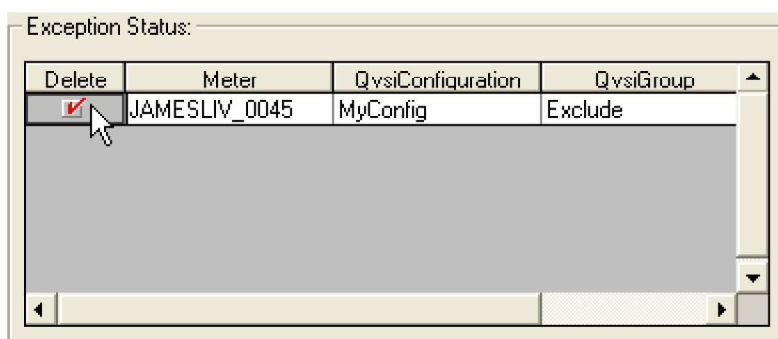 Exception Status:
Delete Meter QvsiConfiguration QvsiGroup
JAMESLIV_0045 MyConfig Exclude